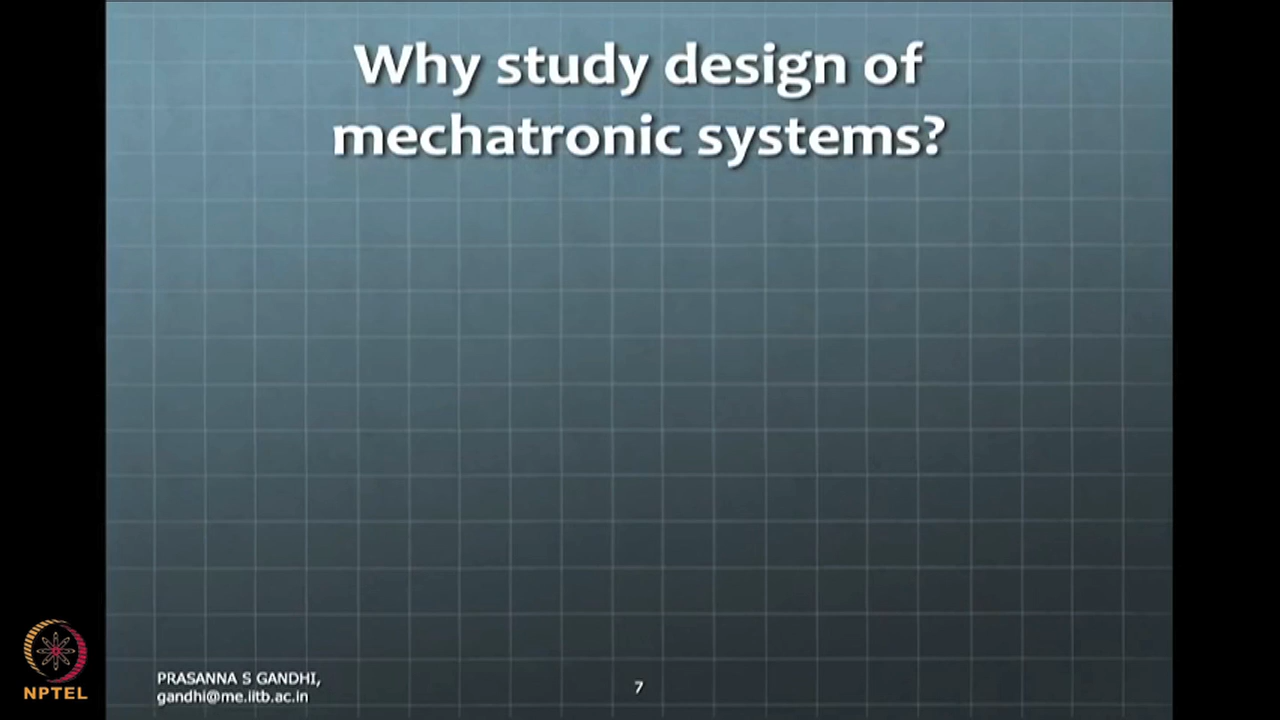 Why study design of
mechatronic systems?
PRASANNA S GANDHI,
gandhi@me.iitb.ac.in
7
NPTEL